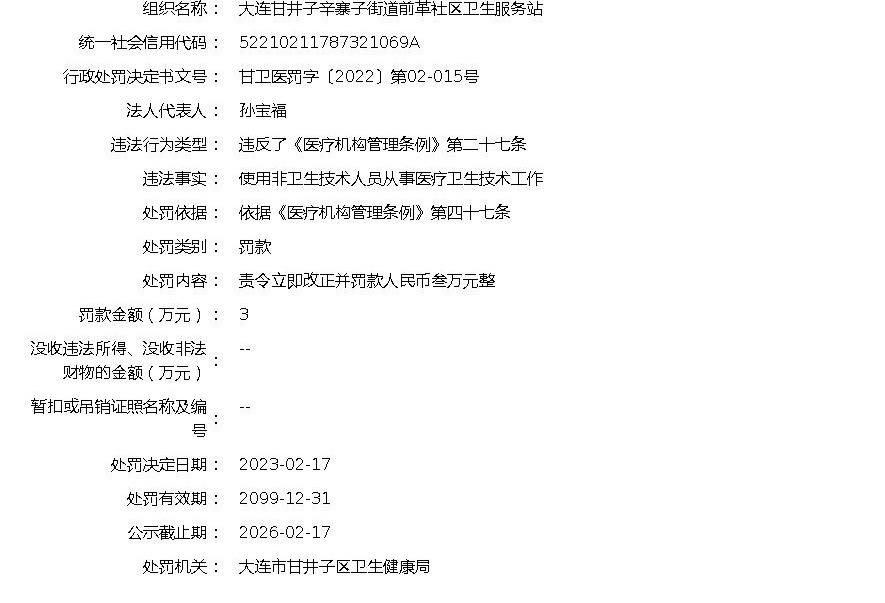 组织名称： 大连甘井子辛寨子街道前革社区卫生服务站
统一社会信用代码： 52210211787321069A
行政处罚决定书文号： 甘卫医罚字〔2022〕第02-015号
法人代表人： 孙宝福
违法行为类型： 违反了《医疗机构管理条例》第二十七条
违法事实： 使用非卫生技术人员从事医疗卫生技术工作
处罚依据： 依据《医疗机构管理条例》第四十七条
处罚类别： 罚款
处罚内容： 责令立即改正并罚款人民币叁万元整
罚款金额（万元）： 3
没收违法所得、没收非法
财物的金额（万元）： --
暂扣或吊销证照名称及编
号： --
处罚决定日期： 2023-02-17
处罚有效期： 2099-12-31
公示截止期： 2026-02-17
处罚机关： 大连市甘井子区卫生健康局